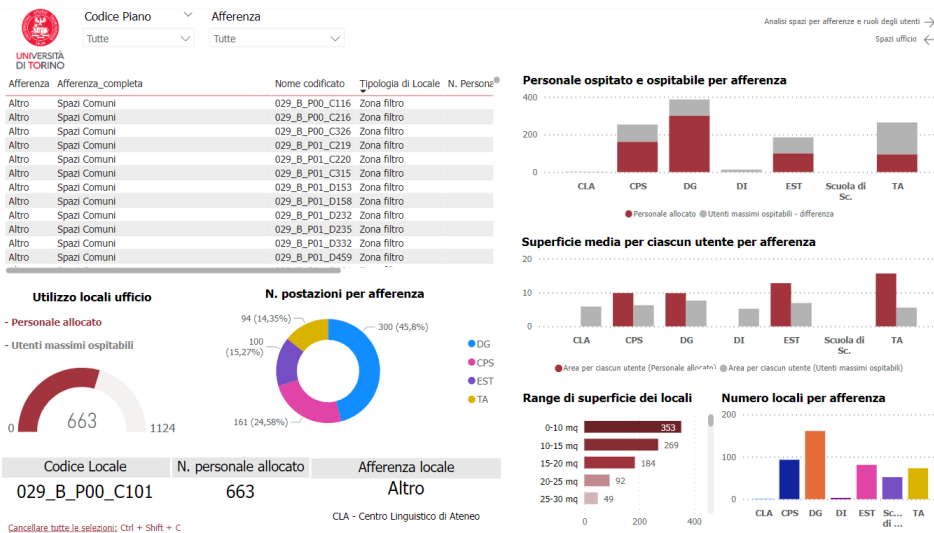 Codice Piano
Afferenza
Tutte
Tutte
Analisi spazi per afferenze e ruoli degli utenti
Spazi ufficio
UNIVERSITÀ
DI TORINO
Afferenza Afferenza_completa Nome codificato Tipologia di Locale N. Persona
Altro Spazi Comuni 029_B_P00_C116 Zona filtro
Altro Spazi Comuni 029_B_P00_C216 Zona filtro
Altro Spazi Comuni 029_B_P00_C326 Zona filtro
Altro Spazi Comuni 029_B_P01_C219 Zona filtro
Altro Spazi Comuni 029_B_P01_C220 Zona filtro
Altro Spazi Comuni 029_B_P01_C315 Zona filtro
Altro Spazi Comuni 029_B_P01_D153 Zona filtro
Altro Spazi Comuni 029_B_P01_D158 Zona filtro
Altro Spazi Comuni 029_B_P01_D232 Zona filtro
Altro Spazi Comuni 029_B_P01_D235 Zona filtro
Altro Spazi Comuni 029_B_P01_D332 Zona filtro
Altro Spazi Comuni 029_B_P01_D459 Zona filtro
Personale ospitato e ospitabile per afferenza
400
200
0
CLA CPS DG DI EST Scuola di TA
Sc.
Personale allocato Utenti massimi ospitabili - differenza
Superficie media per ciascun utente per afferenza
20
10
0
CLA CPS DG DI EST Scuola di TA
Sc.
Area per ciascun utente (Personale allocato) Area per ciascun utente (Utenti massimi ospitabili)
Utilizzo locali ufficio
- Personale allocato
- Utenti massimi ospitabili
663
0
1124
N. postazioni per afferenza
94 (14,35%)
300 (45,8%)
100
(15,27%)
161 (24,58%)
DG
CPS
EST
TA
Range di superficie dei locali
0-10 mq 353
10-15 mq 269
15-20 mq 184
20-25 mq 92
25-30 mq 49
0 200 400
Numero locali per afferenza
200
100
0
CLA CPS DG DI EST Sc... TA
di ...
Codice Locale
029_B_P00_C101
N. personale allocato
663
Afferenza locale
Altro
CLA - Centro Linguistico di Ateneo
Cancellare tutte le selezioni: Ctrl + Shift + C